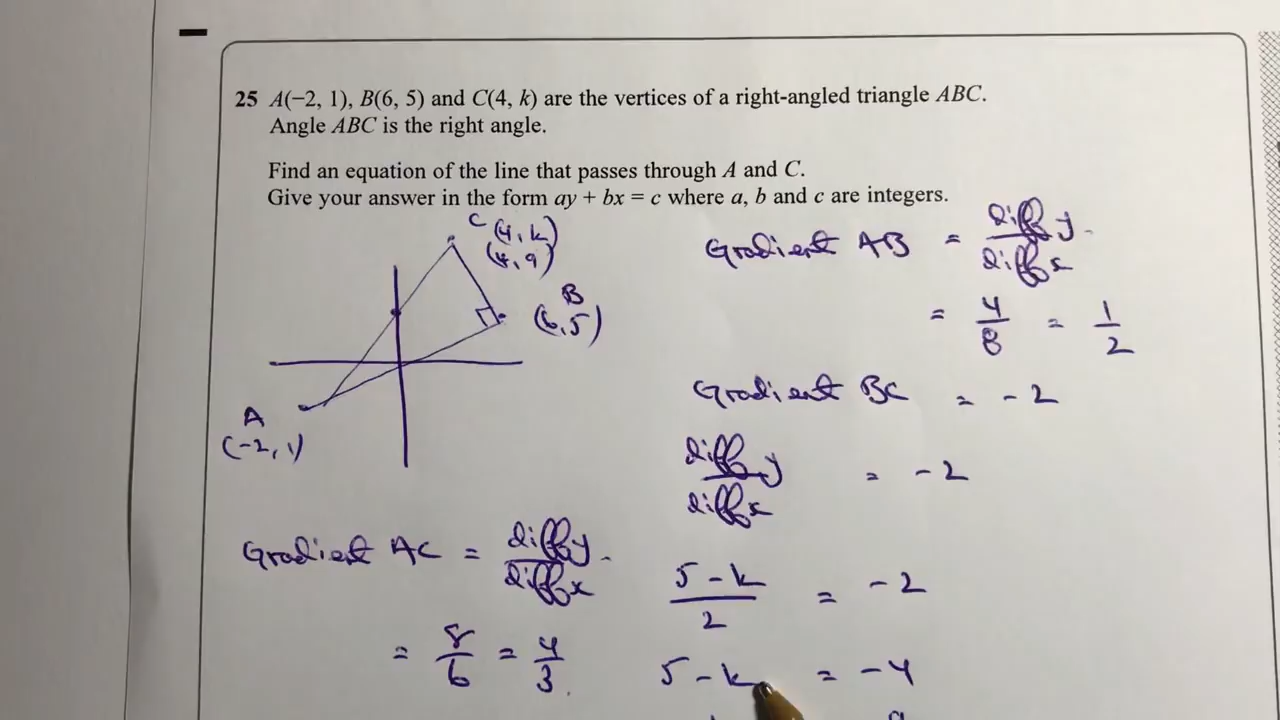 25 A(−2, 1), B(6, 5) and C(4, k) are the vertices of a right-angled triangle ABC.
Angle ABC is the right angle.
Find an equation of the line that passes through A and C.
Give your answer in the form ay + bx = c where a, b and c are integers.
C (4, k)
(4, 9)
B
(6, 5)
A
(-2, 1)
Gradient AB = diff y / diff x
= 4/8 = 1/2
Gradient BC = -2
diff y / diff x = -2
5 - k / 2 = -2
5 - k = -4
Gradient AC = diff y / diff x
= 8/6 = 4/3